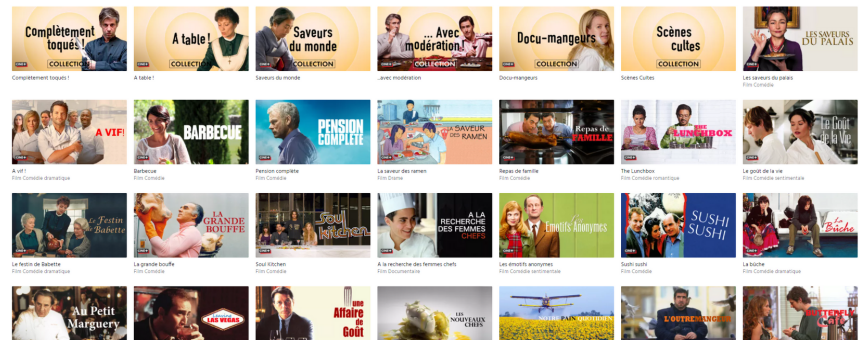 Complètement
toqués !
COLLECTION
A table !
COLLECTION
Saveurs
du monde
COLLECTION
... Avec
modération!
COLLECTION
Docu-mangeurs
COLLECTION
Scènes
cultes
COLLECTION
LES SAVEURS
DU PALAIS
Complètement toqués !
A table !
Saveurs du monde
...avec modération
Docu-mangeurs
Scènes Cultes
Les saveurs du palais
Film Comédie
A VIF!
BARBECUE
PENSION
COMPLÈTE
LA SAVEUR
DES RAMEN
Repas de
FAMILLE
THE
LUNCHBOX
Le Goût
de la Vie
A vif !
Film Comédie dramatique
Barbecue
Film Comédie
Pension complète
Film Comédie
La saveur des ramen
Film Drame
Repas de famille
Film Comédie
The Lunchbox
Film Comédie romantique
Le goût de la vie
Film Comédie sentimentale
Le Festin
de Babette
LA
GRANDE
BOUFFE
Soul
kitchen
A LA
RECHERCHE
DES FEMMES
CHEFS
Les
Emotifs Anonymes
SUSHI
SUSHI
La
Bûche
Le festin de Babette
Film Comédie dramatique
La grande bouffe
Film Comédie
Soul Kitchen
Film Comédie
A la recherche des femmes chefs
Film Documentaire
Les émotifs anonymes
Film Comédie sentimentale
Sushi sushi
Film Comédie
La bûche
Film Comédie dramatique
Au Petit
Marguery
Leaving
LAS VEGAS
une
Affaire
de Goût
LES
NOUVEAUX
CHEFS
NOTRE PAIN QUOTIDIEN
L'OUTREMANGEUR
BUTTERFLY
Café